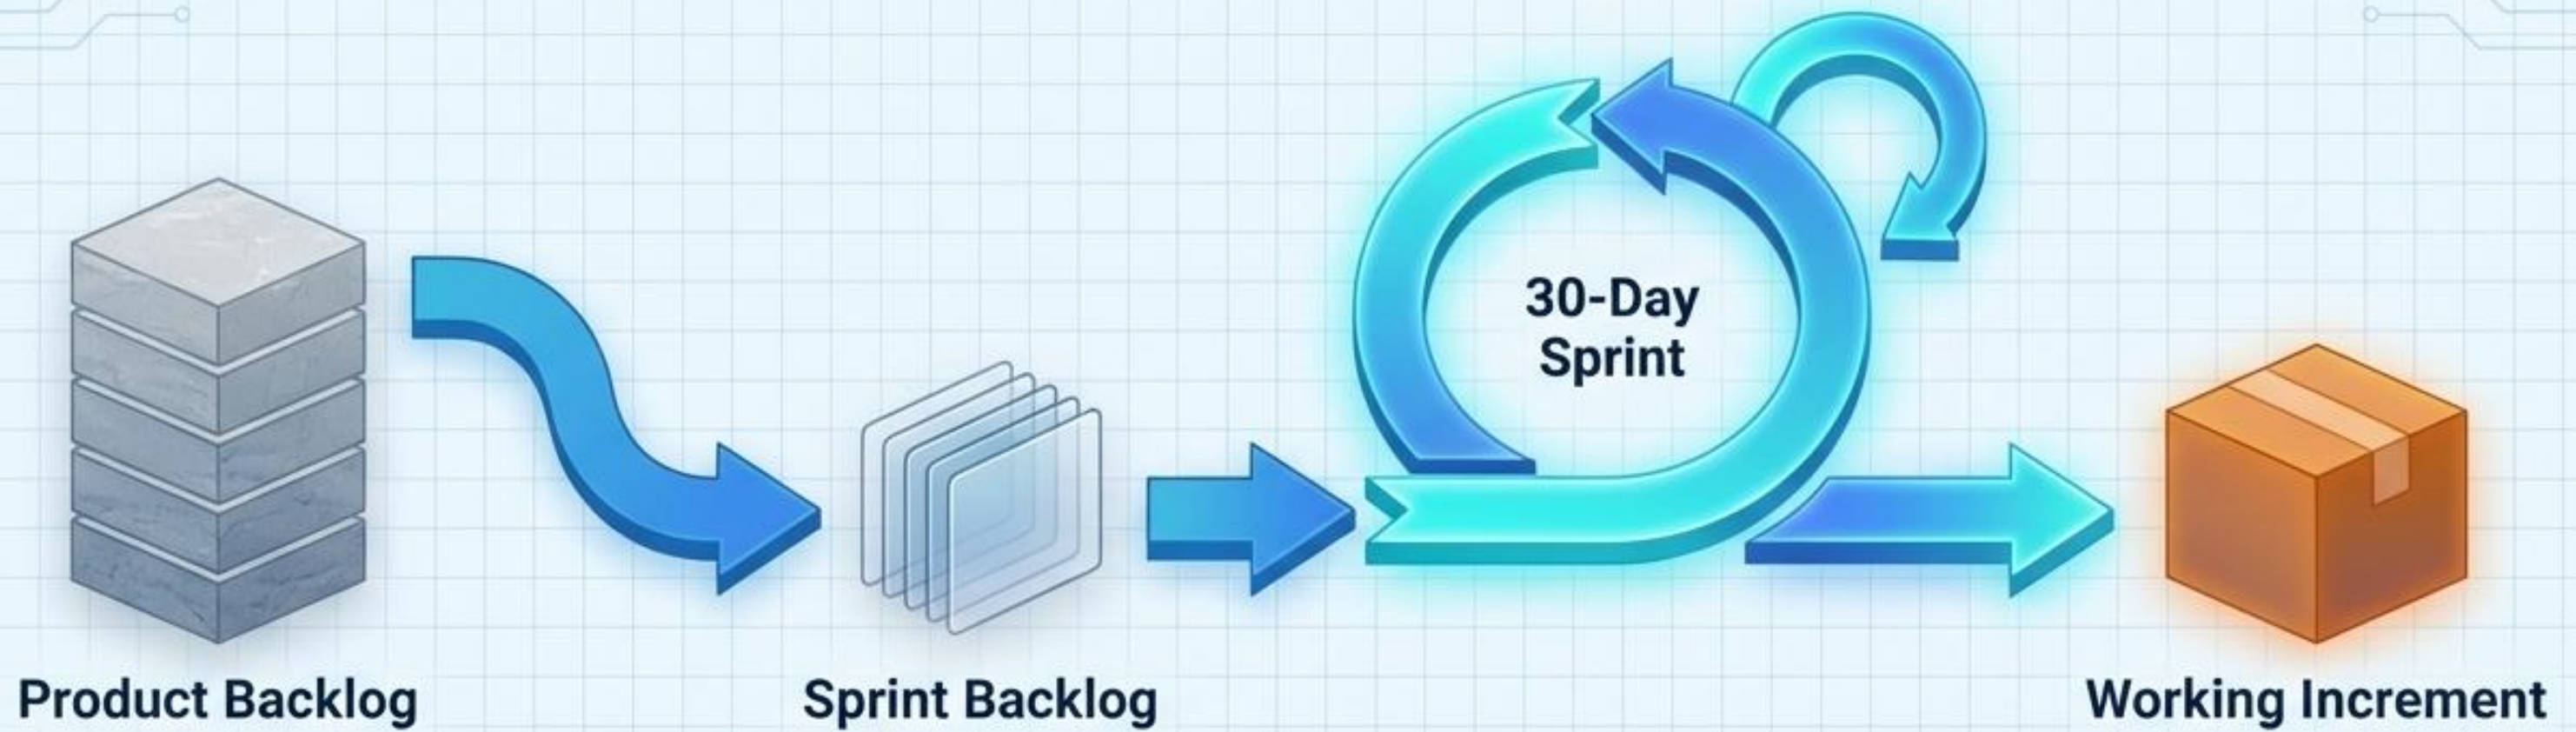 30-Day
Sprint
Product Backlog
Sprint Backlog
Working Increment